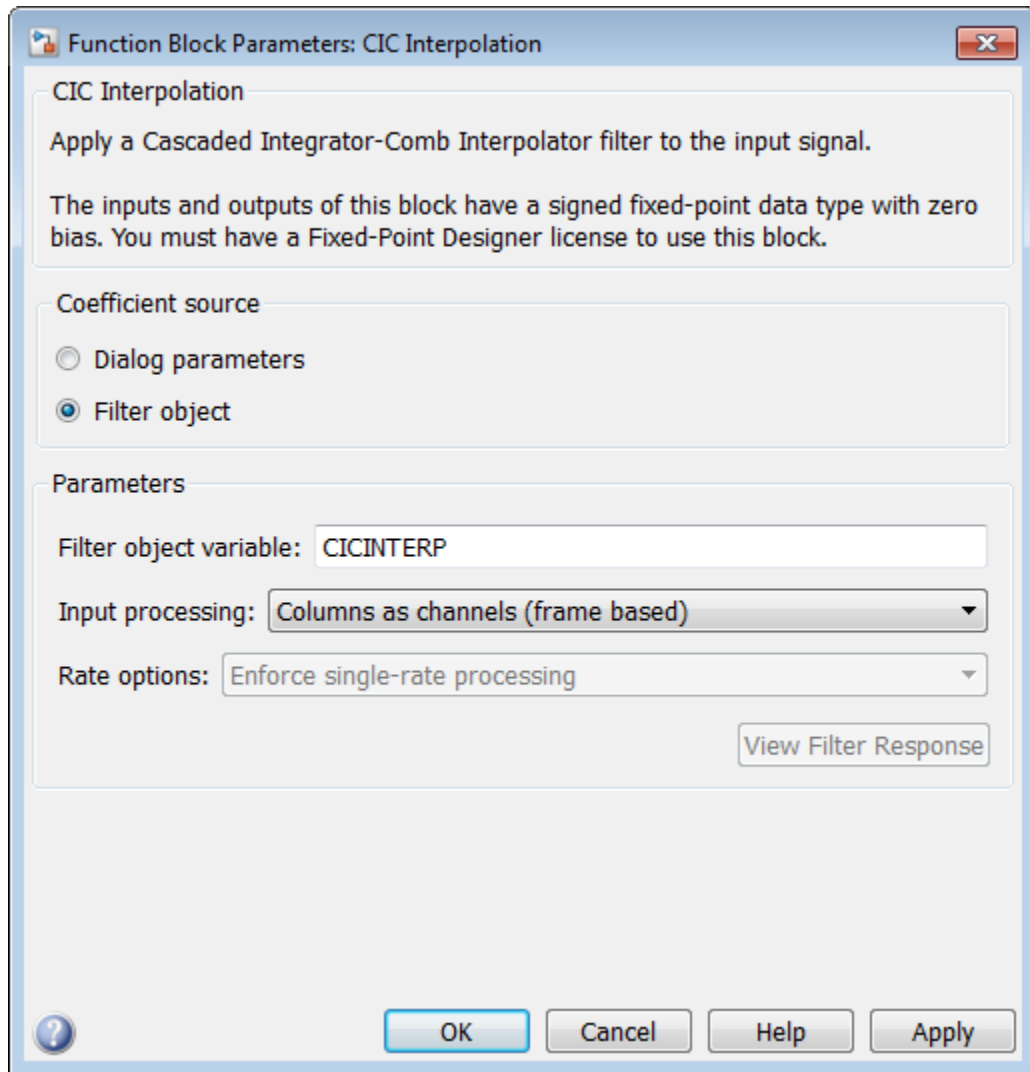 Function Block Parameters: CIC Interpolation
CIC Interpolation
Apply a Cascaded Integrator-Comb Interpolator filter to the input signal.
The inputs and outputs of this block have a signed fixed-point data type with zero
bias. You must have a Fixed-Point Designer license to use this block.
Coefficient source
Dialog parameters
Filter object
Parameters
Filter object variable: CICINTERP
Input processing: Columns as channels (frame based)
Rate options: Enforce single-rate processing
View Filter Response
? OK Cancel Help Apply